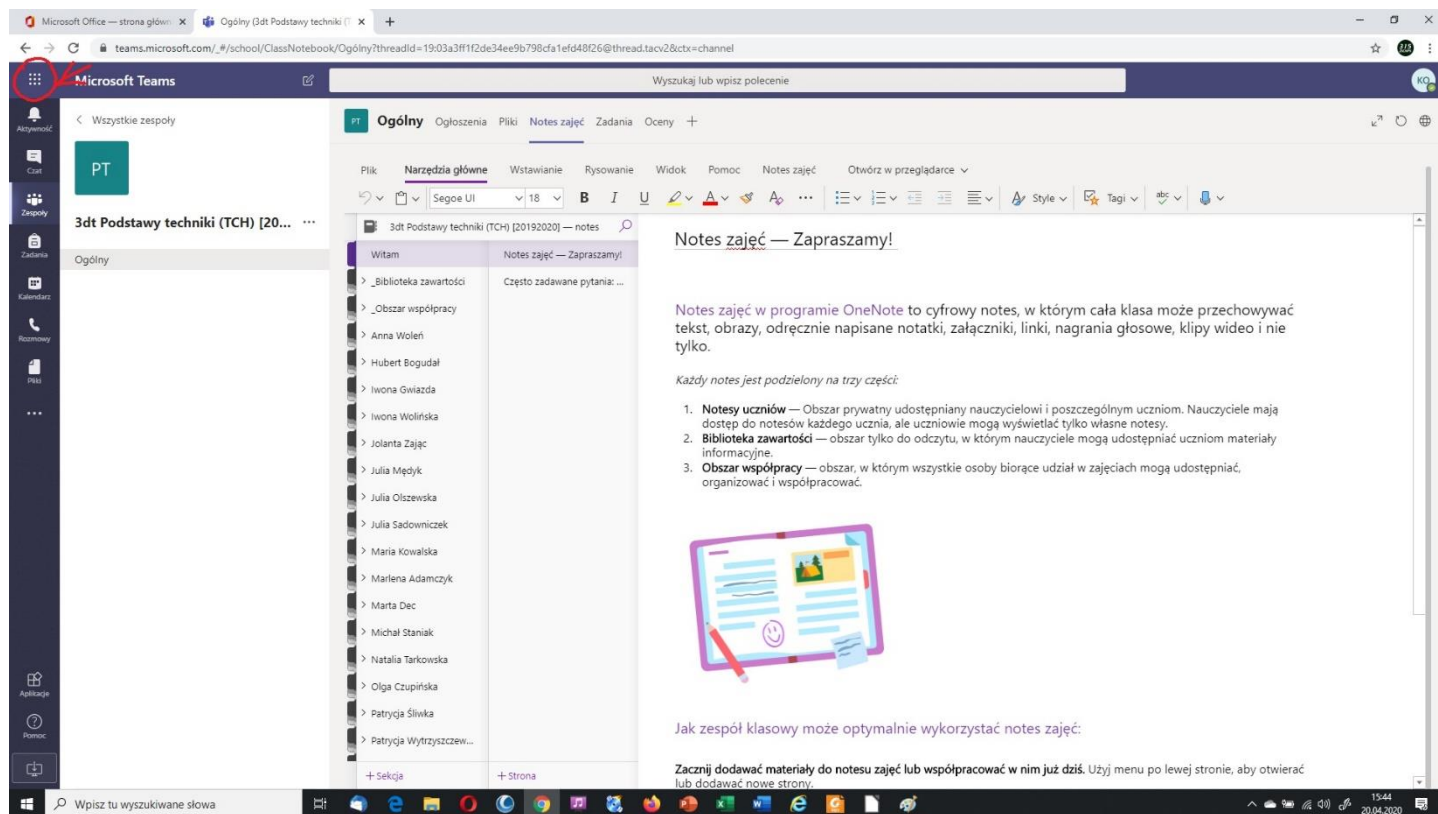 Microsoft Office — strona główn
Ogólny (3dt Podstawy techniki (T
teams.microsoft.com/_#/school/ClassNotebook/Ogólny?threadId=19:03a3ff1f2de34ee9b798cfa1efd48f26@thread.tacv2&ctx=channel
Microsoft Teams
Wyszukaj lub wpisz polecenie
KO
Aktywność
Czat
Zespoły
Zadania
Kalendarz
Rozmowy
Pliki
Aplikacje
Pomoc
< Wszystkie zespoły
PT
3dt Podstawy techniki (TCH) [20... ...
Ogólny
PT Ogólny Ogłoszenia Pliki Notes zajęć Zadania Oceny +
Plik Narzędzia główne Wstawianie Rysowanie Widok Pomoc Notes zajęć Otwórz w przeglądarce
Segoe UI 18 B I U A A ... A Style Tagi abc
3dt Podstawy techniki (TCH) [20192020] — notes
Witam
_Biblioteka zawartości
_Obszar współpracy
Anna Woleń
Hubert Bogudał
Iwona Gwiazda
Iwona Wolińska
Jolanta Zając
Julia Mędyk
Julia Olszewska
Julia Sadowniczek
Maria Kowalska
Marlena Adamczyk
Marta Dec
Michał Staniak
Natalia Tarkowska
Olga Czupińska
Patrycja Śliwka
Patrycja Wytrzyszczew...
+ Sekcja
Notes zajęć — Zapraszamy!
Często zadawane pytania: ...
+ Strona
Notes zajęć — Zapraszamy!
Notes zajęć w programie OneNote to cyfrowy notes, w którym cała klasa może przechowywać
tekst, obrazy, odręcznie napisane notatki, załączniki, linki, nagrania głosowe, klipy wideo i nie
tylko.
Każdy notes jest podzielony na trzy części:
1. Notesy uczniów — Obszar prywatny udostępniany nauczycielowi i poszczególnym uczniom. Nauczyciele mają
dostęp do notesów każdego ucznia, ale uczniowie mogą wyświetlać tylko własne notesy.
2. Biblioteka zawartości — obszar tylko do odczytu, w którym nauczyciele mogą udostępniać uczniom materiały
informacyjne.
3. Obszar współpracy — obszar, w którym wszystkie osoby biorące udział w zajęciach mogą udostępniać,
organizować i współpracować.
Jak zespół klasowy może optymalnie wykorzystać notes zajęć:
Zacznij dodawać materiały do notesu zajęć lub współpracować w nim już dziś. Użyj menu po lewej stronie, aby otwierać
lub dodawać nowe strony.
Wpisz tu wyszukiwane słowa
15:44
20.04.2020